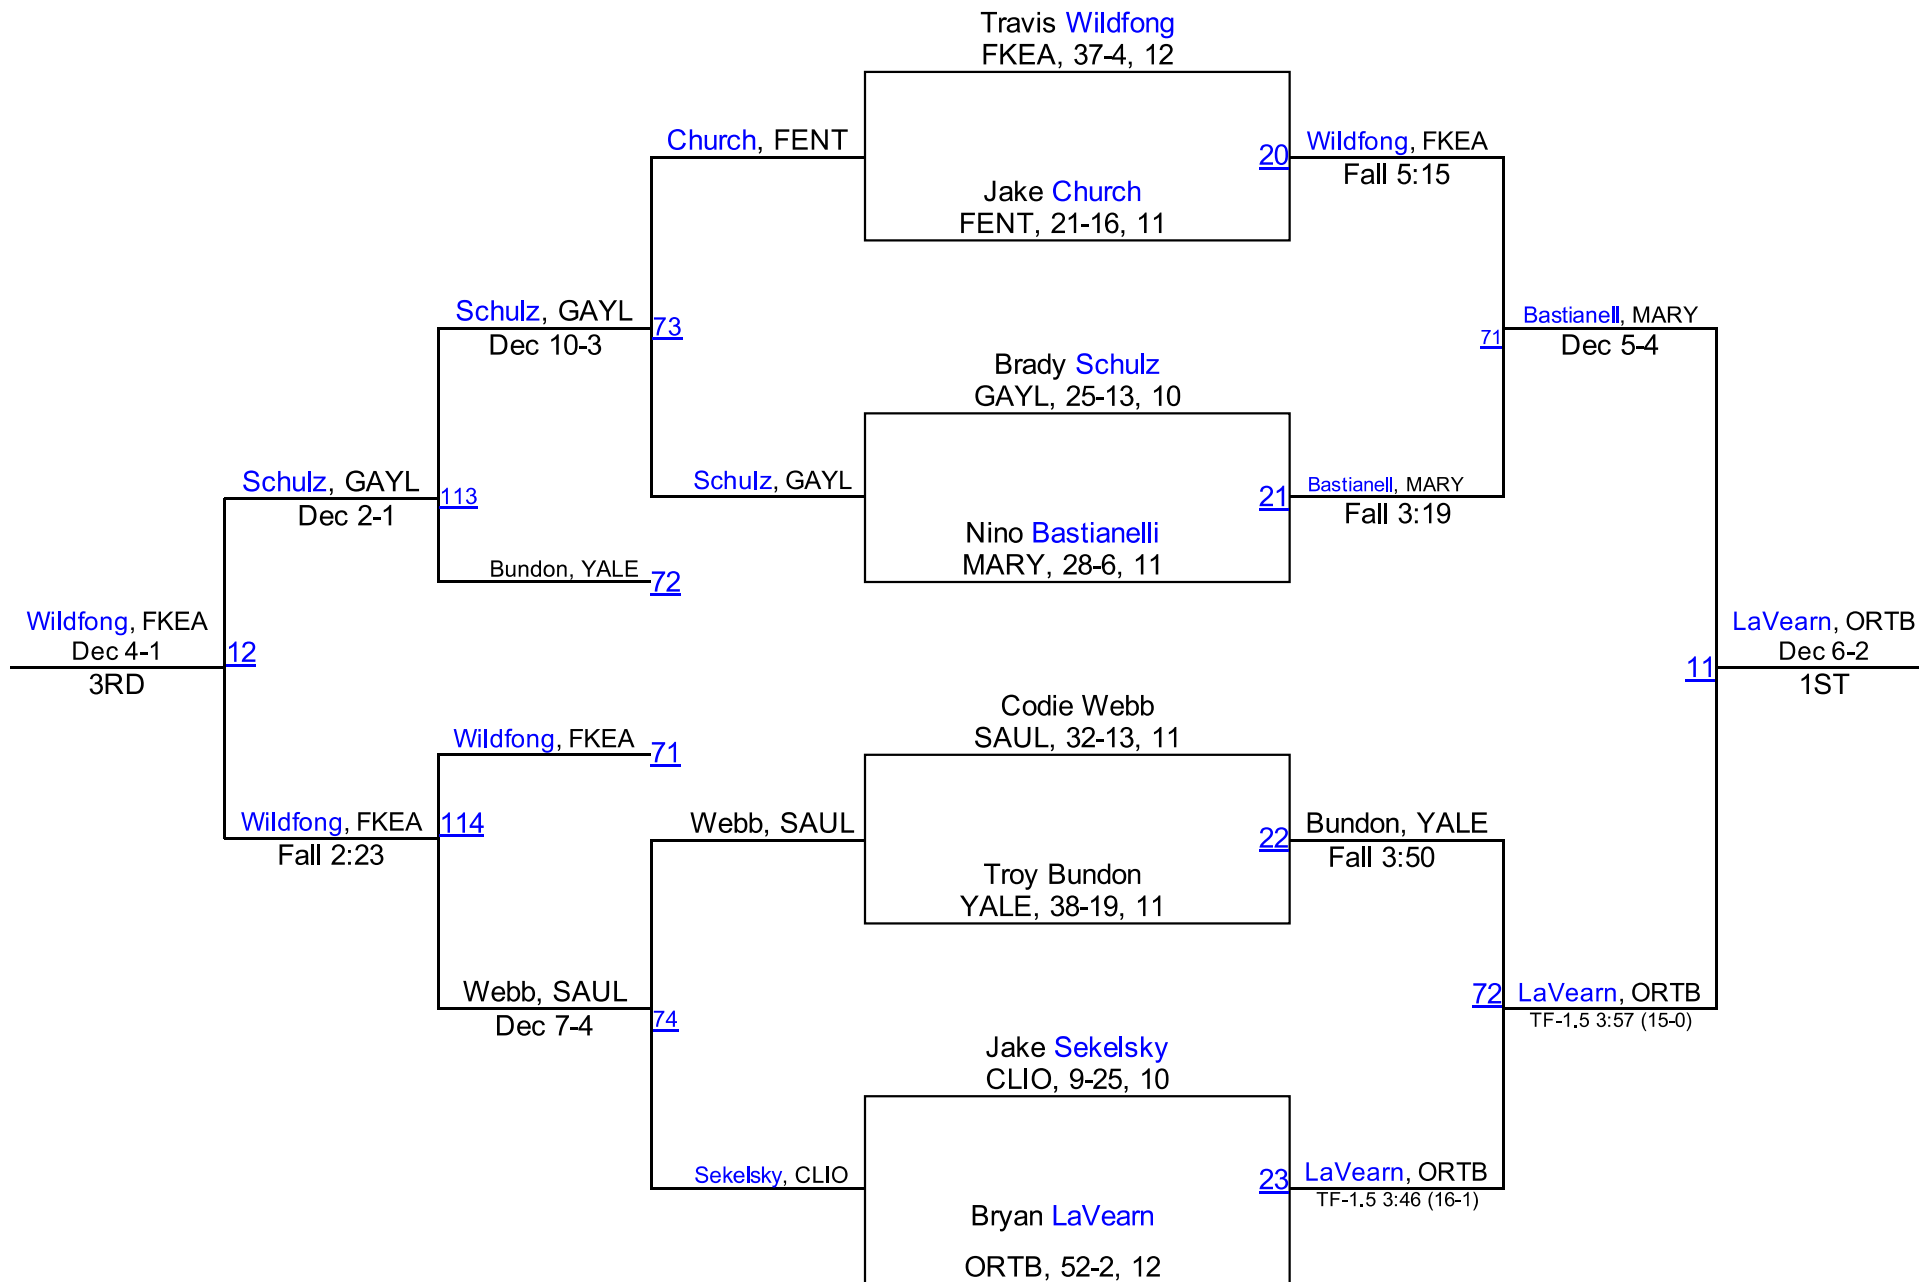 Travis Wildfong
FKEA, 37-4, 12
Church, FENT
20
Wildfong, FKEA
Fall 5:15
Jake Church
FENT, 21-16, 11
Schulz, GAYL
Dec 10-3
73
71
Bastianell, MARY
Dec 5-4
Brady Schulz
GAYL, 25-13, 10
Schulz, GAYL
Dec 2-1
113
Schulz, GAYL
21
Bastianell, MARY
Fall 3:19
Nino Bastianelli
MARY, 28-6, 11
Bundon, YALE
72
Wildfong, FKEA
Dec 4-1
3RD
12
11
LaVearn, ORTB
Dec 6-2
1ST
Codie Webb
SAUL, 32-13, 11
Wildfong, FKEA
71
Wildfong, FKEA
Fall 2:23
114
Webb, SAUL
22
Bundon, YALE
Fall 3:50
Troy Bundon
YALE, 38-19, 11
Webb, SAUL
Dec 7-4
74
72
LaVearn, ORTB
TF-1.5 3:57 (15-0)
Jake Sekelsky
CLIO, 9-25, 10
Sekelsky, CLIO
23
LaVearn, ORTB
TF-1.5 3:46 (16-1)
Bryan LaVearn
ORTB, 52-2, 12